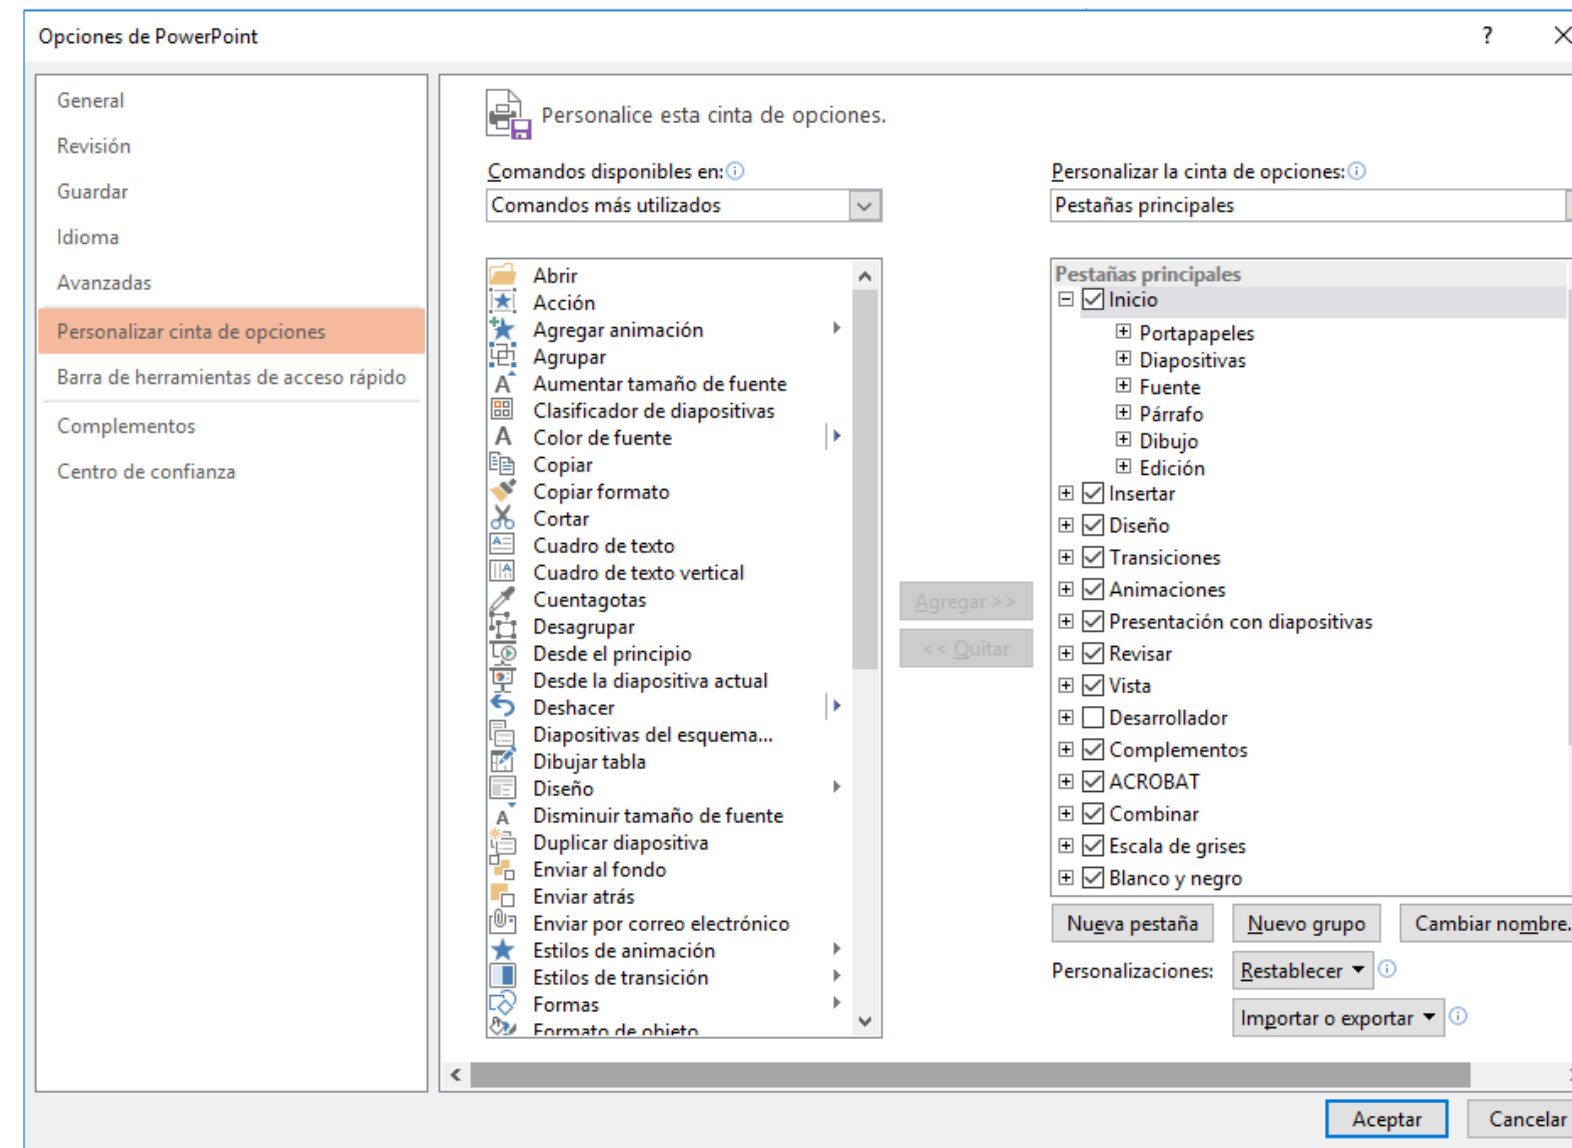 Opciones de PowerPoint
?
General
Revisión
Guardar
Idioma
Avanzadas
Personalizar cinta de opciones
Barra de herramientas de acceso rápido
Complementos
Centro de confianza
Personalice esta cinta de opciones.
Comandos disponibles en:
Comandos más utilizados
Abrir
Acción
Agregar animación
Agrupar
Aumentar tamaño de fuente
Clasificador de diapositivas
Color de fuente
Copiar
Copiar formato
Cortar
Cuadro de texto
Cuadro de texto vertical
Cuentagotas
Desagrupar
Desde el principio
Desde la diapositiva actual
Deshacer
Diapositivas del esquema...
Dibujar tabla
Diseño
Disminuir tamaño de fuente
Duplicar diapositiva
Enviar al fondo
Enviar atrás
Enviar por correo electrónico
Estilos de animación
Estilos de transición
Formas
Formato de objeto
Agregar >>
<< Quitar
Personalizar la cinta de opciones:
Pestañas principales
Pestañas principales
Inicio
Portapapeles
Diapositivas
Fuente
Párrafo
Dibujo
Edición
Insertar
Diseño
Transiciones
Animaciones
Presentación con diapositivas
Revisar
Vista
Desarrollador
Complementos
ACROBAT
Combinar
Escala de grises
Blanco y negro
Nueva pestaña Nuevo grupo Cambiar nombre.
Personalizaciones: Restablecer
Importar o exportar
Aceptar Cancelar